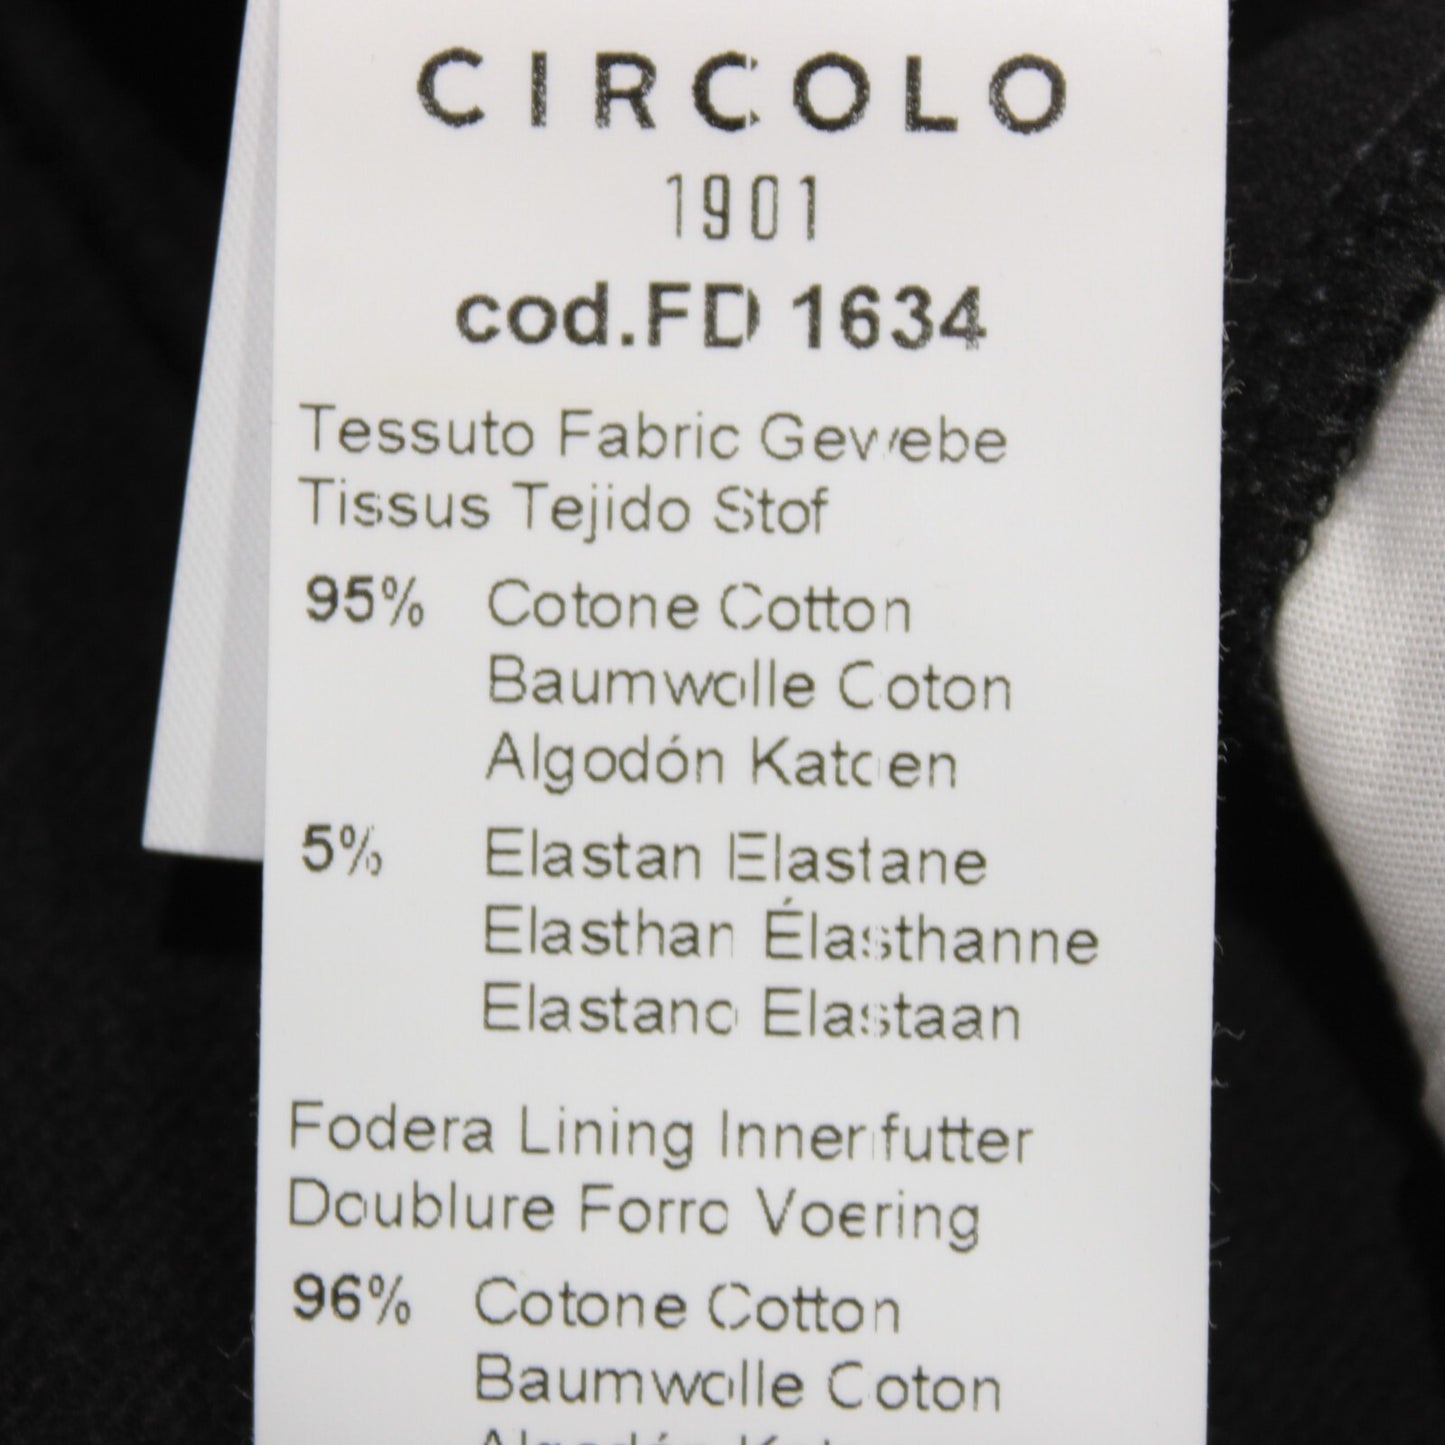 CIRCOLO
1901
cod.FD 1634
Tessuto Fabric Gewebe
Tissus Tejido Stof
95% Cotone Cotton
Baumwolle Coton
Algodón Katoen
5% Elastan Elastane
Elasthan Élasthanne
Elastano Elastaan
Fodera Lining Innenfutter
Doublure Forro Voering
96% Cotone Cotton
Baumwolle Coton